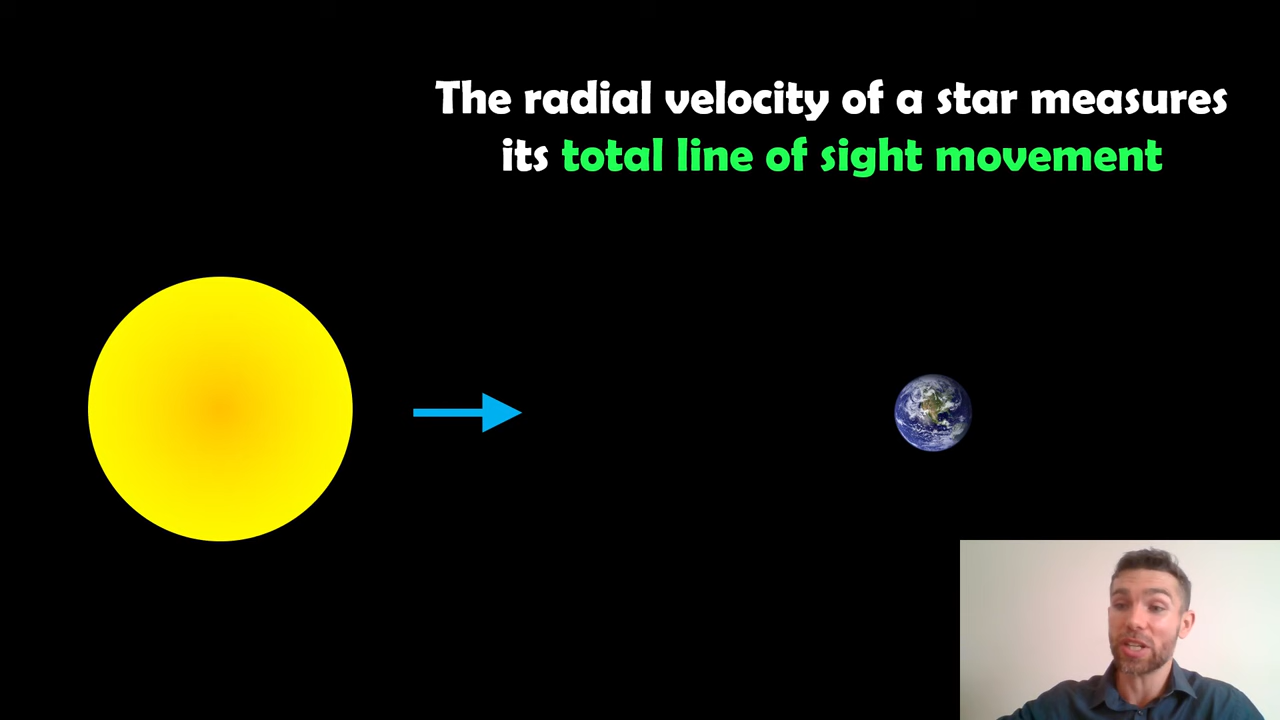 The radial velocity of a star measures
its total line of sight movement